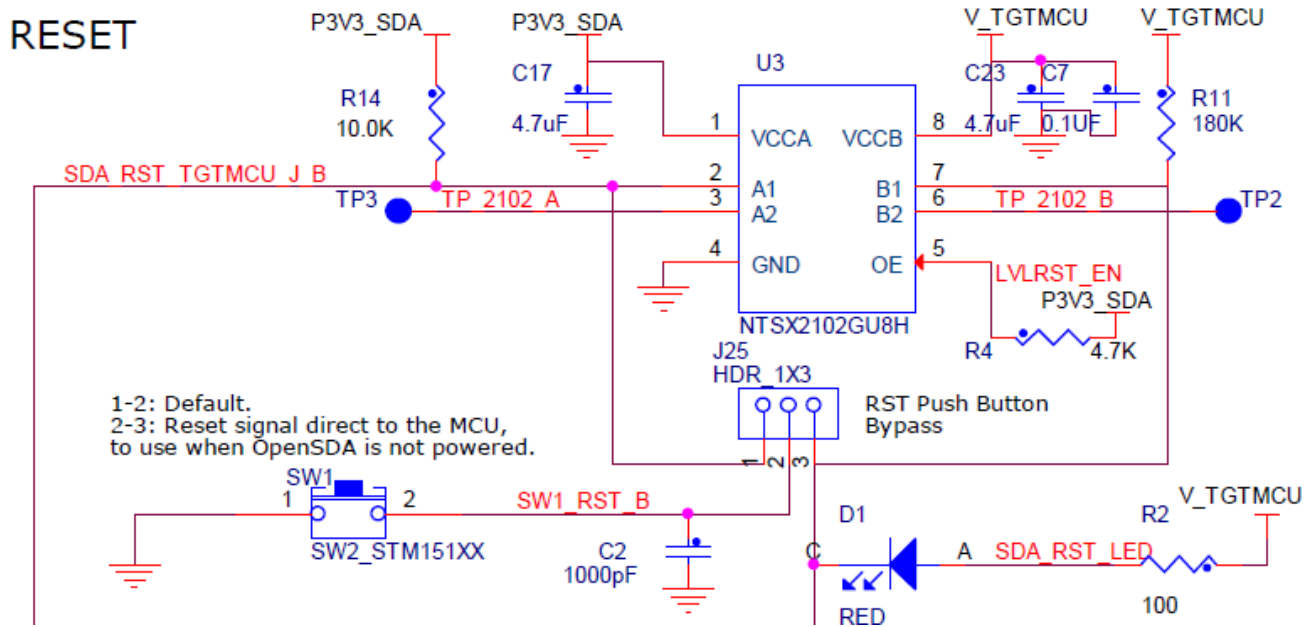 RESET
P3V3_SDA
P3V3_SDA
V_TGTMCU
V_TGTMCU
U3
C17
C23
C7
R14
10.0K
4.7uF
4.7uF
0.1UF
R11
180K
1
VCCA
VCCB
8
SDA_RST_TGTMCU_J_B
2
A1
B1
7
TP3
TP_2102_A
3
A2
B2
6
TP_2102_B
TP2
4
GND
OE
5
LVLRST_EN
P3V3_SDA
NTSX2102GU8H
R4
4.7K
J25
HDR_1X3
1-2: Default.
2-3: Reset signal direct to the MCU,
to use when OpenSDA is not powered.
RST Push Button
Bypass
1
2
3
SW1
1
2
SW1_RST_B
SW2_STM151XX
C2
1000pF
D1
C
A
SDA_RST_LED
RED
V_TGTMCU
R2
100